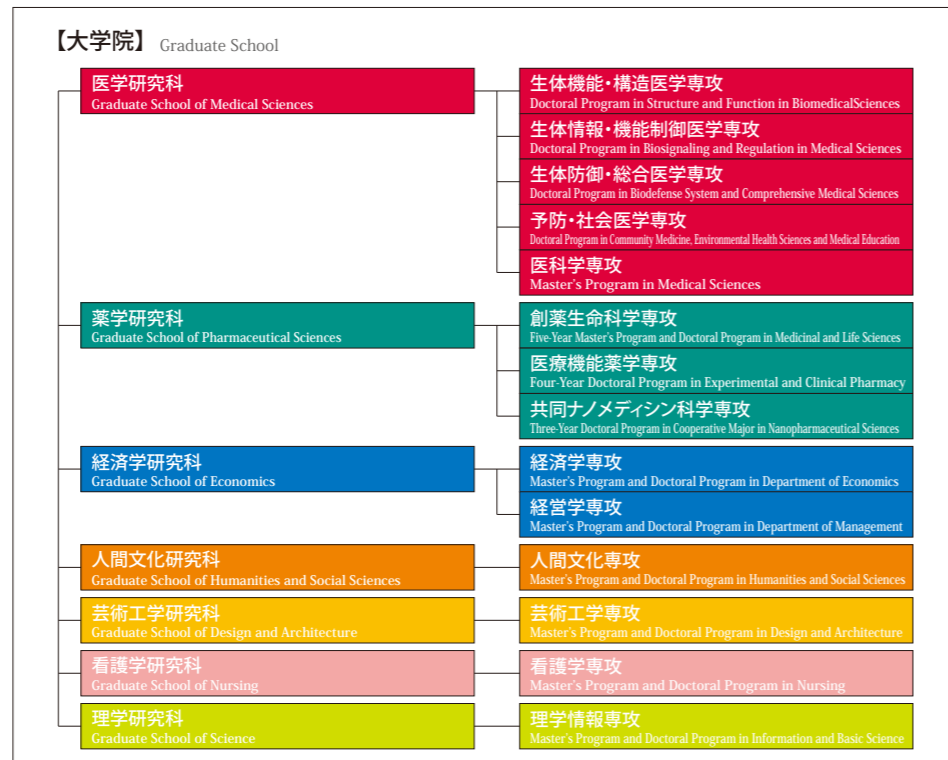 【大学院】 Graduate School
医学研究科
Graduate School of Medical Sciences
生体機能・構造医学専攻
Doctoral Program in Structure and Function in BiomedicalSciences
生体情報・機能制御医学専攻
Doctoral Program in Biosignaling and Regulation in Medical Sciences
生体防御・総合医学専攻
Doctoral Program in Biodefense System and Comprehensive Medical Sciences
予防・社会医学専攻
Doctoral Program in Community Medicine, Environmental Health Sciences and Medical Education
医科学専攻
Master's Program in Medical Sciences
薬学研究科
Graduate School of Pharmaceutical Sciences
創薬生命科学専攻
Five-Year Master's Program and Doctoral Program in Medicinal and Life Sciences
医療機能薬学専攻
Four-Year Doctoral Program in Experimental and Clinical Pharmacy
共同ナノメディシン科学専攻
Three-Year Doctoral Program in Cooperative Major in Nanopharmaceutical Sciences
経済学研究科
Graduate School of Economics
経済学専攻
Master's Program and Doctoral Program in Department of Economics
経営学専攻
Master's Program and Doctoral Program in Department of Management
人間文化研究科
Graduate School of Humanities and Social Sciences
人間文化専攻
Master's Program and Doctoral Program in Humanities and Social Sciences
芸術工学研究科
Graduate School of Design and Architecture
芸術工学専攻
Master's Program and Doctoral Program in Design and Architecture
看護学研究科
Graduate School of Nursing
看護学専攻
Master's Program and Doctoral Program in Nursing
理学研究科
Graduate School of Science
理学情報専攻
Master's Program and Doctoral Program in Information and Basic Science